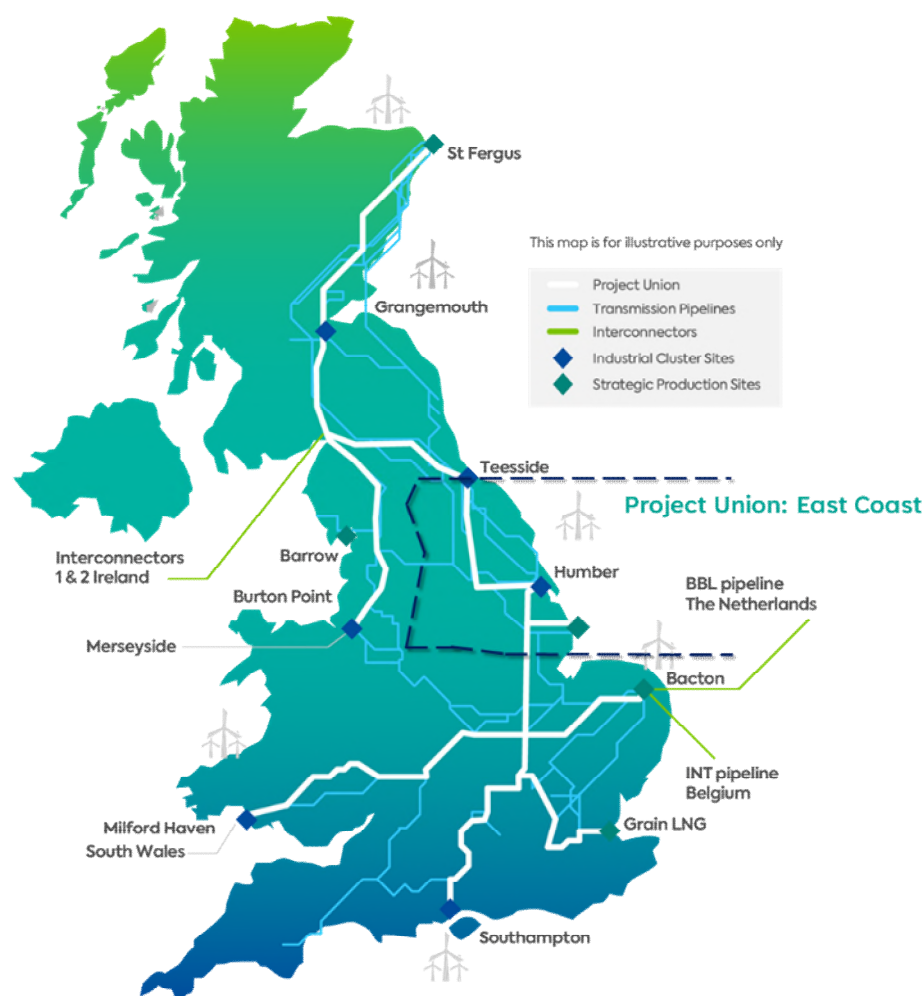 St Fergus
This map is for illustrative purposes only
Project Union
Transmission Pipelines
Interconnectors
Industrial Cluster Sites
Strategic Production Sites
Grangemouth
Teesside
Project Union: East Coast
Interconnectors
1 & 2 Ireland
Barrow
Humber
Burton Point
BBL pipeline
The Netherlands
Merseyside
Bacton
INT pipeline
Belgium
Milford Haven
South Wales
Grain LNG
Southampton